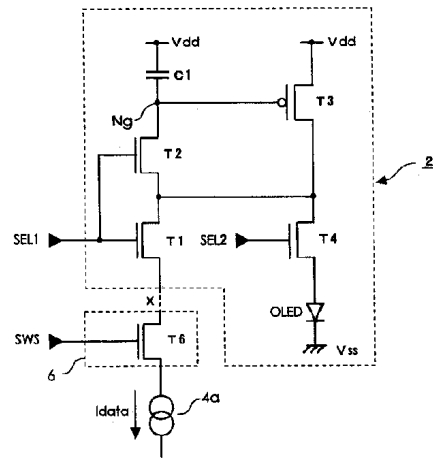 Vdd
Vdd
C1
T3
Ng
T2
2
SEL1
T1
SEL2
T4
X
OLED
SWS
T6
Vss
6
4a
Idata